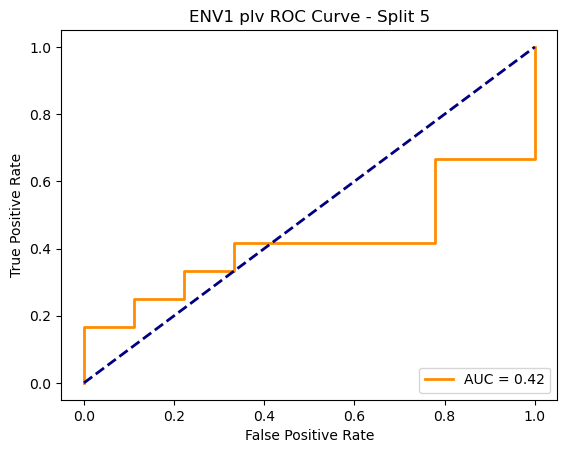 ENV1 plv ROC Curve - Split 5
True Positive Rate
1.0
0.8
0.6
0.4
0.2
0.0
AUC = 0.42
0.0 0.2 0.4 0.6 0.8 1.0
False Positive Rate